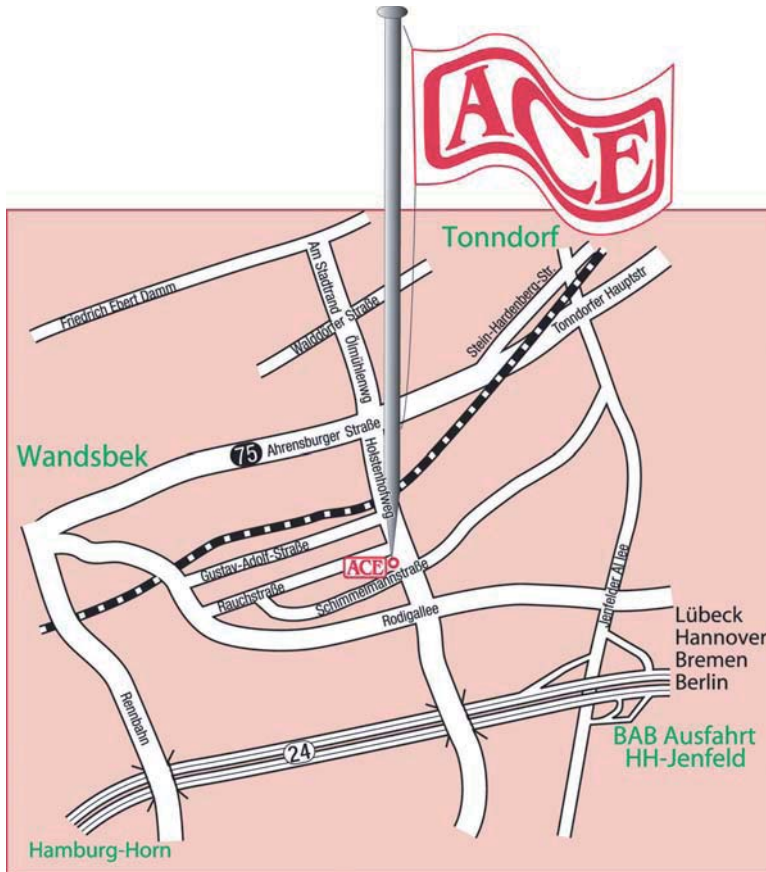 ACE
Tonndorf
Friedrich Ebert Damm
Am Stadtrand
Walddörfer Straße
Ölmühlenwg
Stein-Hardenberg-Str.
Tonndorfer Hauptstr
Wandsbek
75
Ahrensburger Straße
Holstenhofweg
Gustav-Adolf-Straße
ACE
Rauchstraße
Schimmelmannstraße
Rodigallee
Jenfelder Allee
Lübeck
Hannover
Bremen
Berlin
Rennbahn
24
BAB Ausfahrt
HH-Jenfeld
Hamburg-Horn